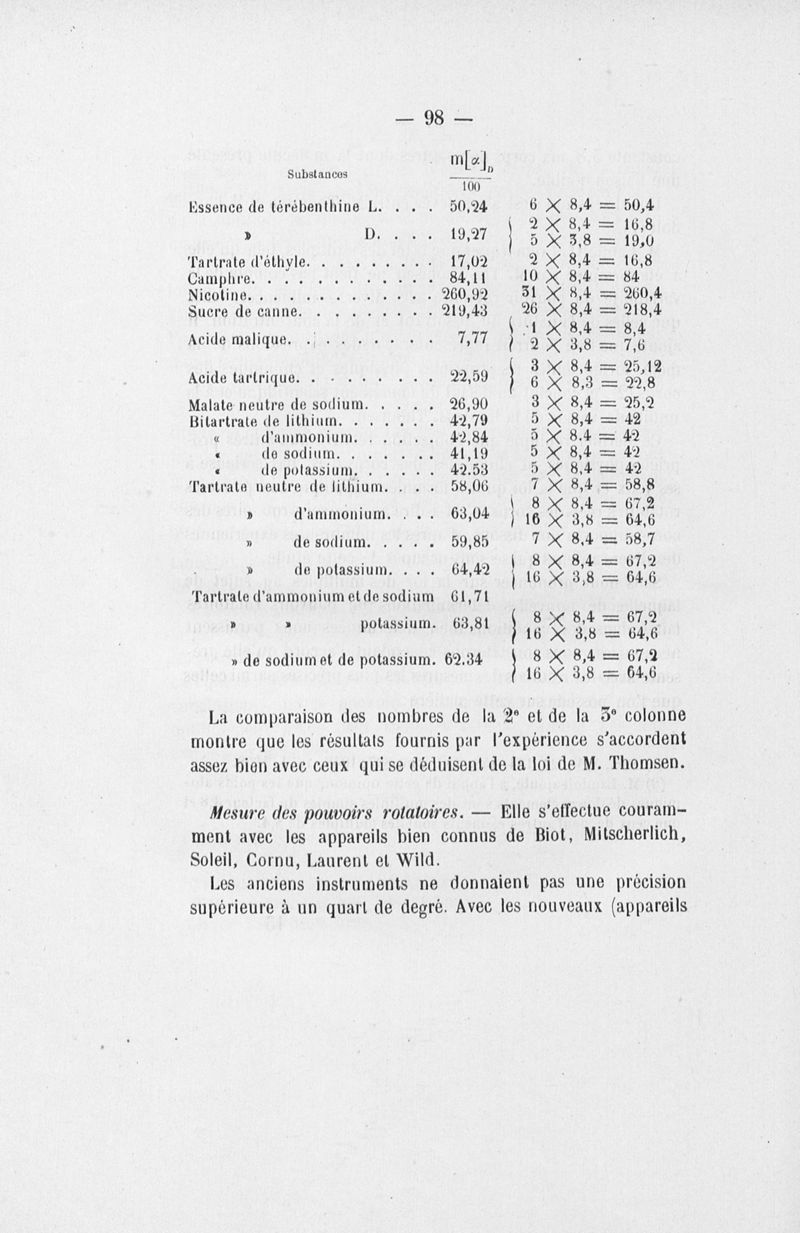 — 98 —
Substances m[α]D
100
Essence de térébenthine L. . . . 50,24 6 × 8,4 = 50,4
» D. . . . 19,27 { 2 × 8,4 = 16,8
5 × 3,8 = 19,0
Tartrate d'éthyle. . . . . . . . . 17,02 2 × 8,4 = 16,8
Camphre. . . . . . . . . . . . . 84,11 10 × 8,4 = 84
Nicotine. . . . . . . . . . . . . 260,92 31 × 8,4 = 260,4
Sucre de canne. . . . . . . . . 219,43 26 × 8,4 = 218,4
Acide malique. . . . . . . . . 7,77 { 1 × 8,4 = 8,4
2 × 3,8 = 7,6
Acide tartrique. . . . . . . . . 22,59 { 3 × 8,4 = 25,12
6 × 8,3 = 22,8
Malate neutre de sodium. . . . . 26,90 3 × 8,4 = 25,2
Bitartrate de lithium. . . . . . . 42,79 5 × 8,4 = 42
« d'ammonium. . . . . . 42,84 5 × 8.4 = 42
« de sodium. . . . . . . 41,19 5 × 8,4 = 42
« de potassium. . . . . . 42.53 5 × 8,4 = 42
Tartrate neutre de lithium. . . . 58,06 7 × 8,4 = 58,8
» d'ammonium. . . . 63,04 { 8 × 8,4 = 67,2
16 × 3,8 = 64,6
» de sodium. . . . . 59,85 7 × 8,4 = 58,7
» de potassium. . . . 64,42 { 8 × 8,4 = 67,2
16 × 3,8 = 64,6
Tartrate d'ammonium et de sodium 61,71
» » potassium. 63,81 { 8 × 8,4 = 67,2
16 × 3,8 = 64,6
» de sodium et de potassium. 62.34 { 8 × 8,4 = 67,2
16 × 3,8 = 64,6
La comparaison des nombres de la 2e et de la 3e colonne
montre que les résultats fournis par l'expérience s'accordent
assez bien avec ceux qui se déduisent de la loi de M. Thomsen.
Mesure des pouvoirs rotatoires. — Elle s'effectue couram-
ment avec les appareils bien connus de Biot, Mitscherlich,
Soleil, Cornu, Laurent et Wild.
Les anciens instruments ne donnaient pas une précision
supérieure à un quart de degré. Avec les nouveaux (appareils